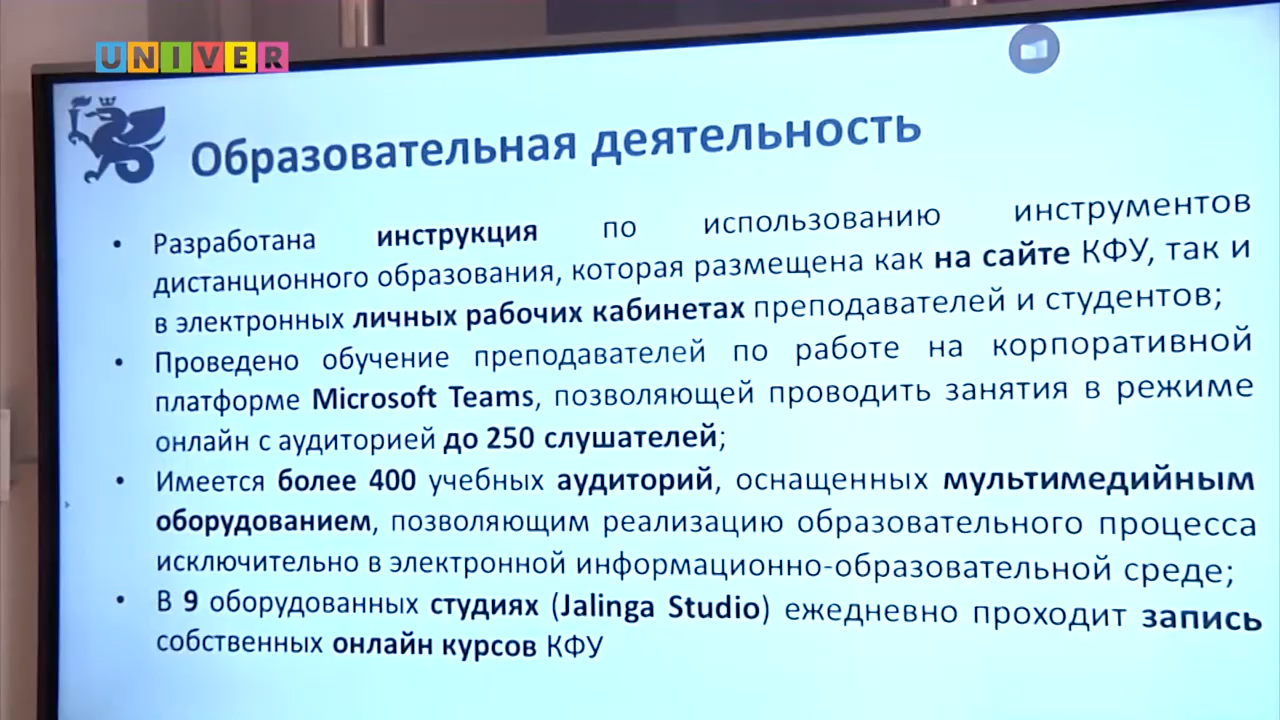 UNIVER
Образовательная деятельность
• Разработана инструкция по использованию инструментов
дистанционного образования, которая размещена как на сайте КФУ, так и
в электронных личных рабочих кабинетах преподавателей и студентов;
• Проведено обучение преподавателей по работе на корпоративной
платформе Microsoft Teams, позволяющей проводить занятия в режиме
онлайн с аудиторией до 250 слушателей;
• Имеется более 400 учебных аудиторий, оснащенных мультимедийным
оборудованием, позволяющим реализацию образовательного процесса
исключительно в электронной информационно-образовательной среде;
• В 9 оборудованных студиях (Jalinga Studio) ежедневно проходит запись
собственных онлайн курсов КФУ